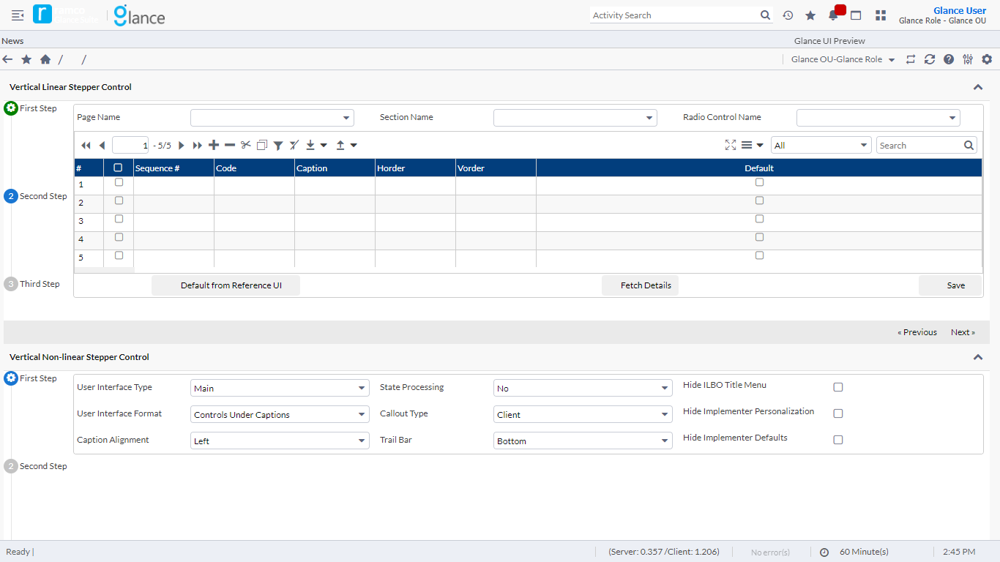 ramco
glance
Activity Search
Glance User
Glance Role - Glance OU
News
Glance UI Preview
/ /
Glance OU-Glance Role
Vertical Linear Stepper Control
First Step
Page Name
Section Name
Radio Control Name
1 - 5/5
All
Search
# Sequence # Code Caption Horder Vorder Default
1
2 Second Step
2
3
4
5
3 Third Step
Default from Reference UI
Fetch Details
Save
« Previous Next »
Vertical Non-linear Stepper Control
First Step
User Interface Type Main State Processing No Hide ILBO Title Menu
User Interface Format Controls Under Captions Callout Type Client Hide Implementer Personalization
Caption Alignment Left Trail Bar Bottom Hide Implementer Defaults
2 Second Step
Ready | (Server: 0.357 /Client: 1.206) No error(s) 60 Minute(s) 2:45 PM